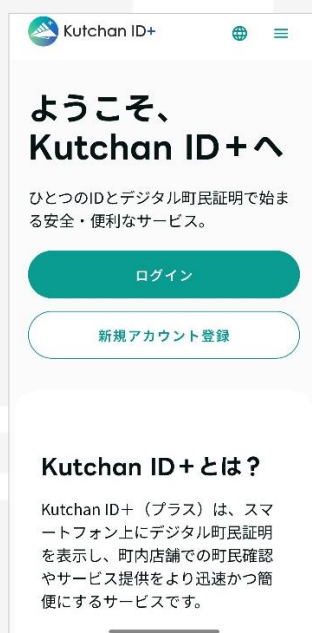 Kutchan ID+
ようこそ、
Kutchan ID+へ
ひとつのIDとデジタル町民証明で始ま
る安全・便利なサービス。
ログイン
新規アカウント登録
Kutchan ID+とは？
Kutchan ID+（プラス）は、スマ
ートフォン上にデジタル町民証明
を表示し、町内店舗での町民確認
やサービス提供をより迅速かつ簡
便にするサービスです。